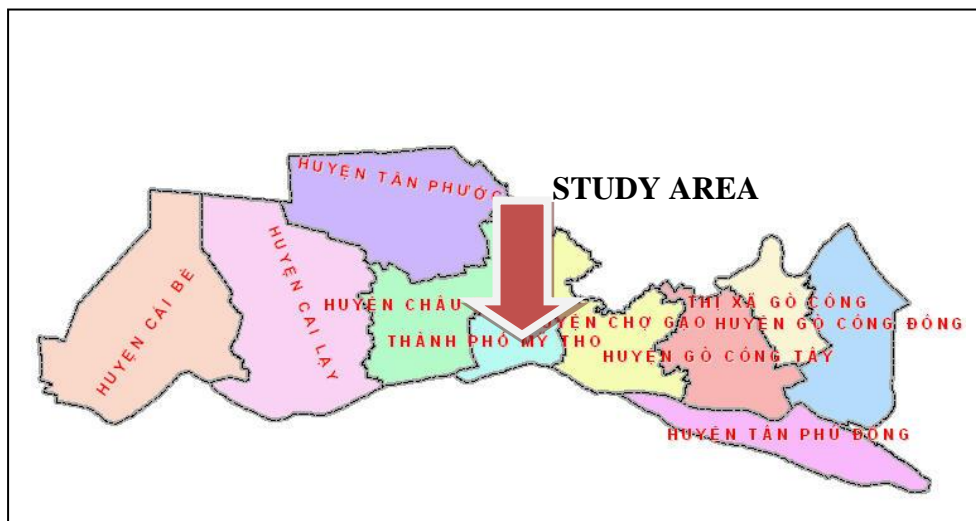 HUYỆN TÂN PHƯỚC
STUDY AREA
HUYỆN CÁI BÈ
HUYỆN CAI LẬY
HUYỆN CHÂU
THỊ XÃ GÒ CÔNG
UYỆN CHỢ GẠO
HUYỆN GÒ CÔNG ĐÔNG
THÀNH PHỐ MỸ THO
HUYỆN GÒ CÔNG TÂY
HUYỆN TÂN PHÚ ĐÔNG